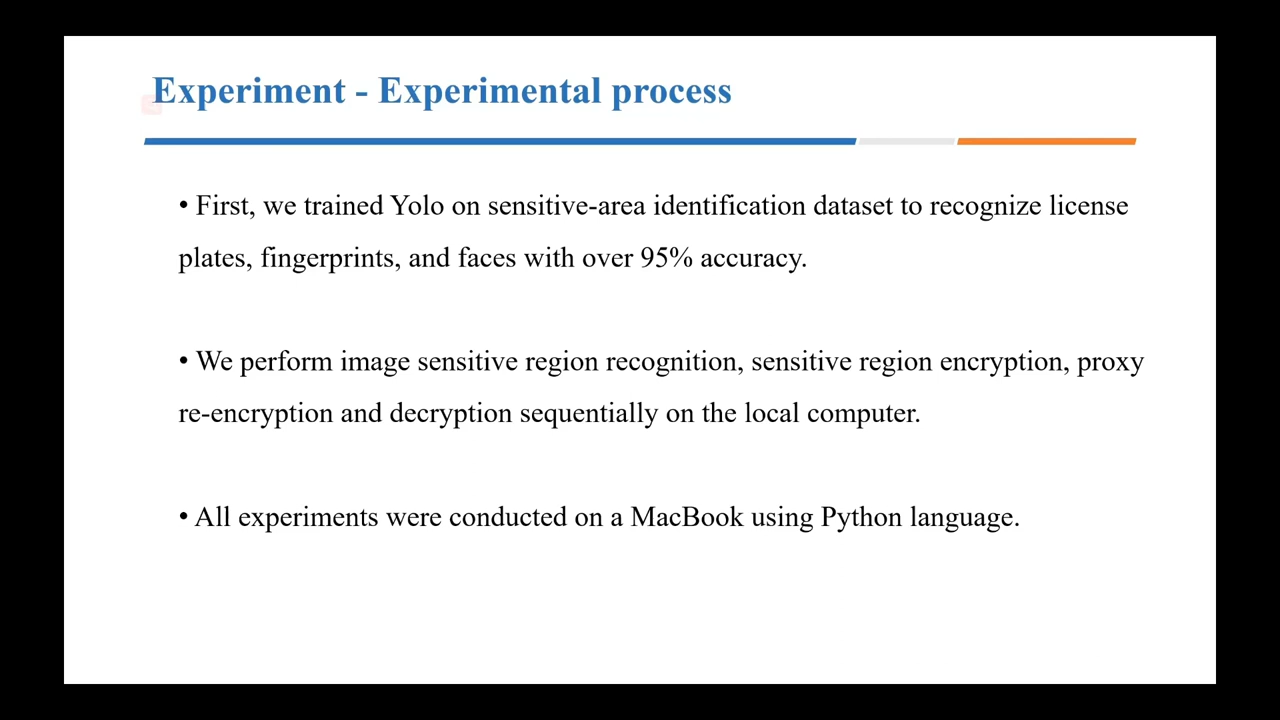 Experiment - Experimental process
• First, we trained Yolo on sensitive-area identification dataset to recognize license
plates, fingerprints, and faces with over 95% accuracy.
• We perform image sensitive region recognition, sensitive region encryption, proxy
re-encryption and decryption sequentially on the local computer.
• All experiments were conducted on a MacBook using Python language.